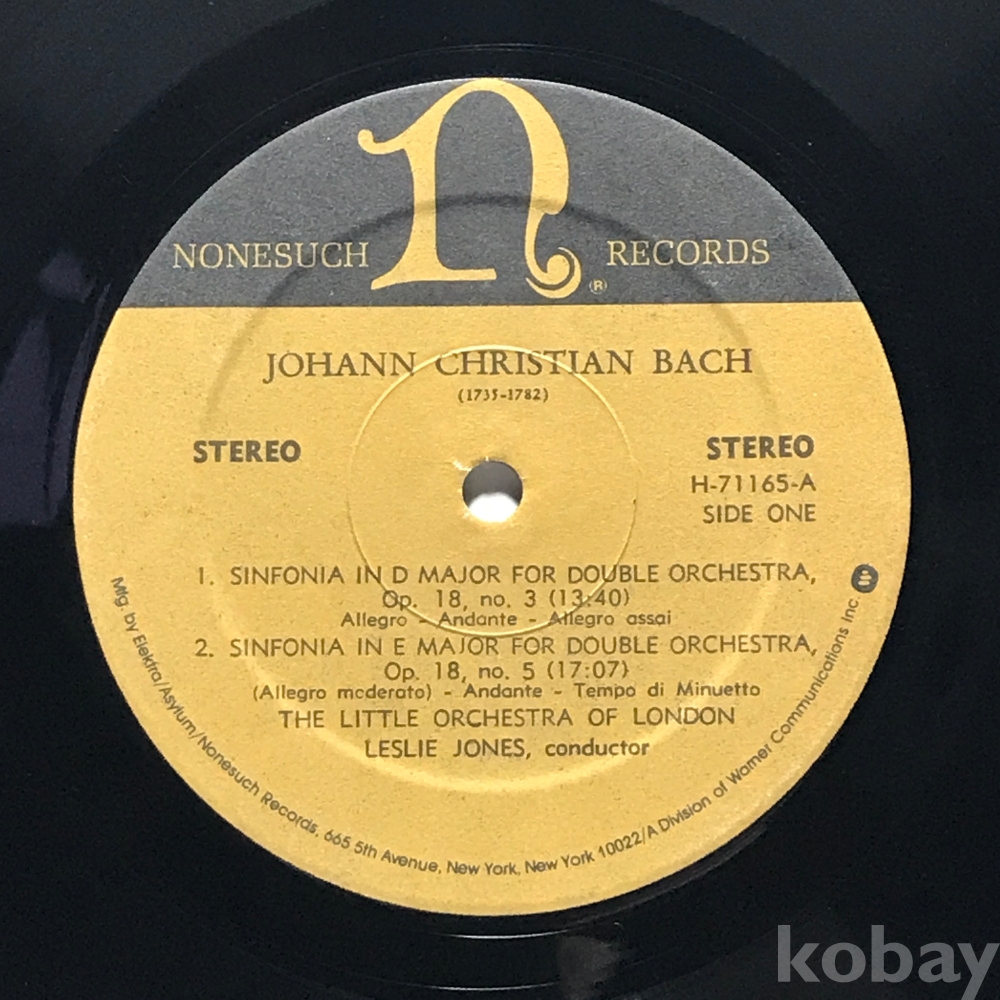 n
NONESUCH RECORDS
®
JOHANN CHRISTIAN BACH
(1735-1782)
STEREO
STEREO
H-71165-A
SIDE ONE
1. SINFONIA IN D MAJOR FOR DOUBLE ORCHESTRA,
Op. 18, no. 3 (13:40)
Allegro - Andante - Allegro assai
2. SINFONIA IN E MAJOR FOR DOUBLE ORCHESTRA,
Op. 18, no. 5 (17:07)
(Allegro moderato) - Andante - Tempo di Minuetto
THE LITTLE ORCHESTRA OF LONDON
LESLIE JONES, conductor
Mfg. by Elektra/Asylum/Nonesuch Records, 665 5th Avenue, New York, New York 10022/A Division of Warner Communications Inc
kobay